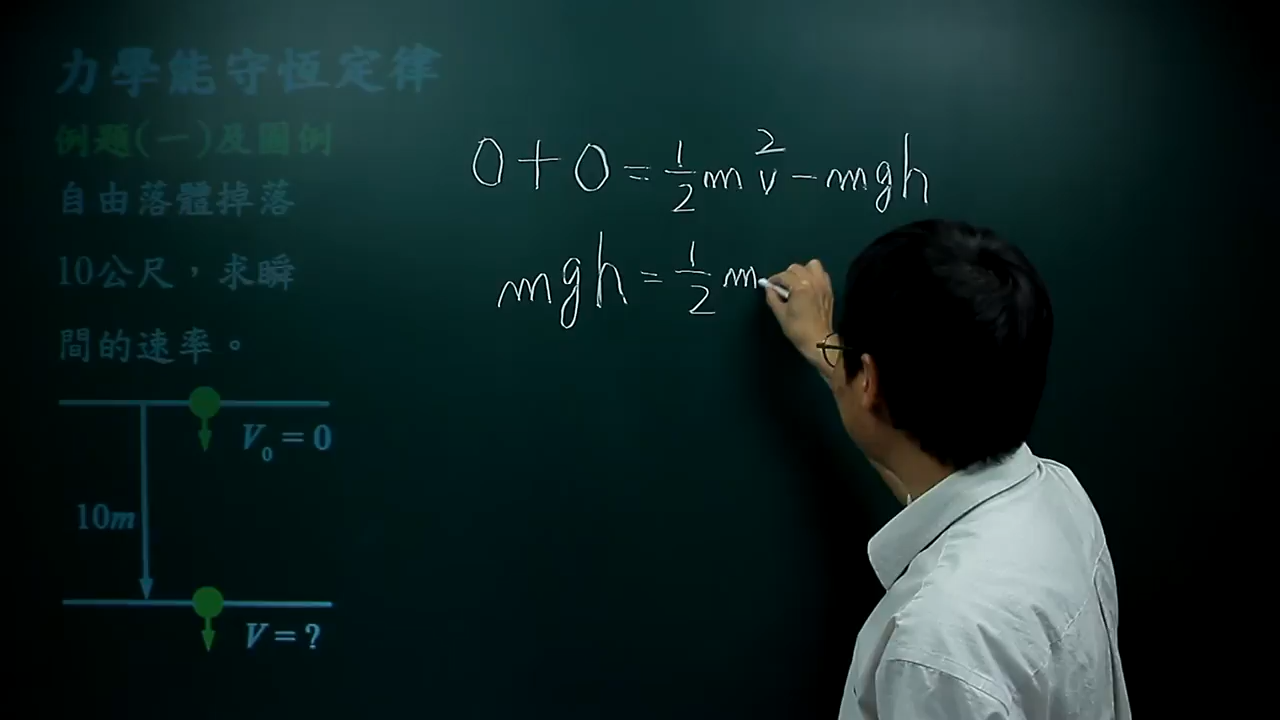 力學能守恆定律
例題(一)及圖例
自由落體掉落
10公尺，求瞬
間的速率。
V₀ = 0
10m
V = ?
0+0=½mv²-mgh
mgh=½m